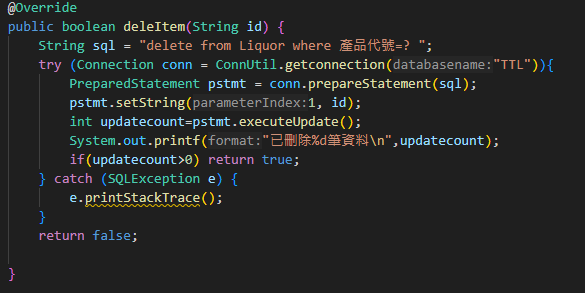 @Override
public boolean deleItem(String id) {
String sql = "delete from Liquor where 產品代號=? ";
try (Connection conn = ConnUtil.getconnection(databasename:"TTL")){
PreparedStatement pstmt = conn.prepareStatement(sql);
pstmt.setString(parameterIndex:1, id);
int updatecount=pstmt.executeUpdate();
System.out.printf(format:"已刪除%d筆資料\n",updatecount);
if(updatecount>0) return true;
} catch (SQLException e) {
e.printStackTrace();
}
return false;
}